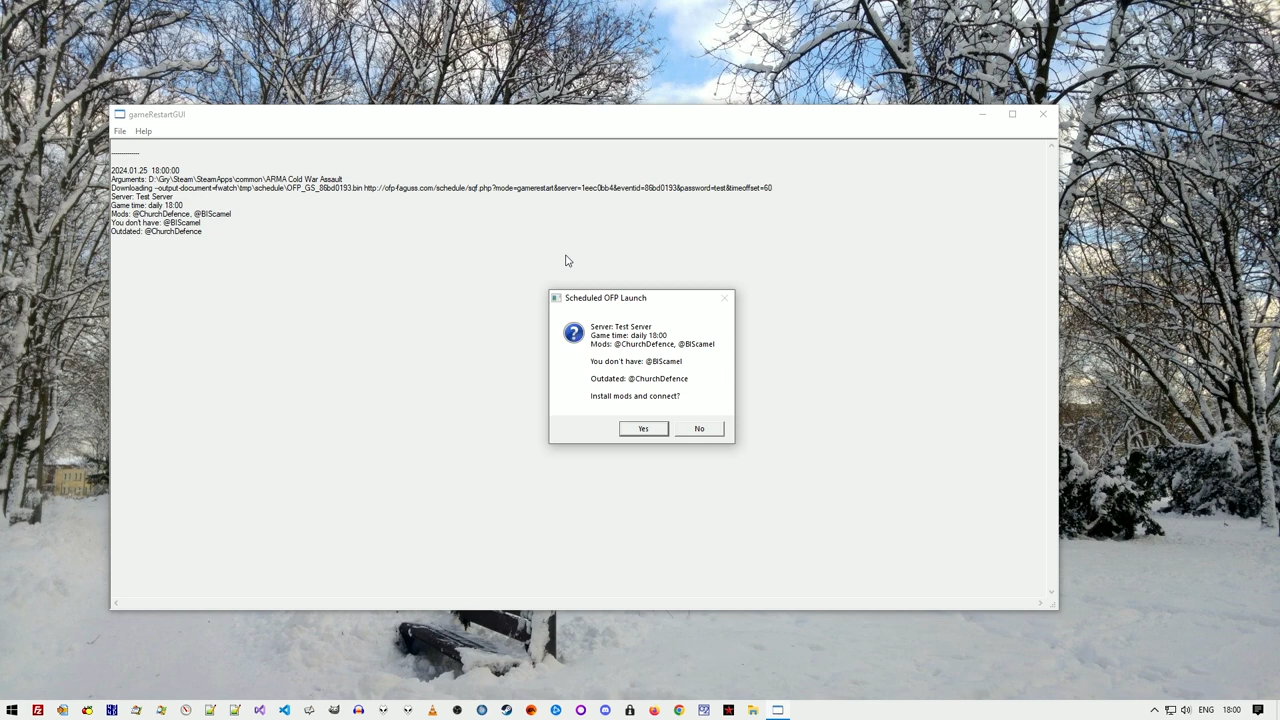 gameRestartGUI
File Help
--------------
2024.01.25 18:00:00
Arguments: D:\Gry\Steam\SteamApps\common\ARMA Cold War Assault
Downloading --output-document=fwatch\tmp\schedule\OFP_GS_86bd0193.bin http://ofp-faguss.com/schedule/sqf.php?mode=gamerestart&server=1eec0bb4&eventid=86bd0193&password=test&timeoffset=60
Server: Test Server
Game time: daily 18:00
Mods: @ChurchDefence, @BIScamel
You don't have: @BIScamel
Outdated: @ChurchDefence
Scheduled OFP Launch
Server: Test Server
Game time: daily 18:00
Mods: @ChurchDefence, @BIScamel
You don't have: @BIScamel
Outdated: @ChurchDefence
Install mods and connect?
Yes No
ENG 18:00